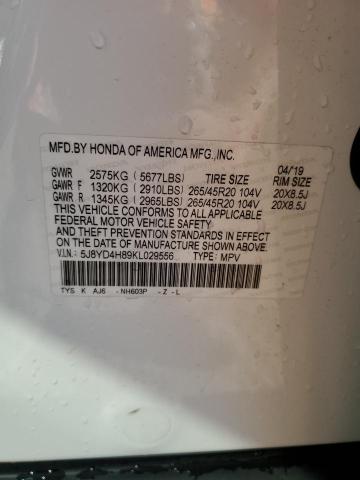 MFD.BY HONDA OF AMERICA MFG.,INC.
04/19
GVWR 2575KG ( 5677LBS) TIRE SIZE RIM SIZE
GAWR F 1320KG ( 2910LBS) 265/45R20 104V 20X8.5J
GAWR R 1345KG ( 2965LBS) 265/45R20 104V 20X8.5J
THIS VEHICLE CONFORMS TO ALL APPLICABLE
FEDERAL MOTOR VEHICLE SAFETY
AND THEFT PREVENTION STANDARDS IN EFFECT
ON THE DATE OF MANUFACTURE SHOWN ABOVE.
V.I.N.: 5J8YD4H89KL029556 TYPE: MPV
TYS K AJ6 -NH603P -Z-L